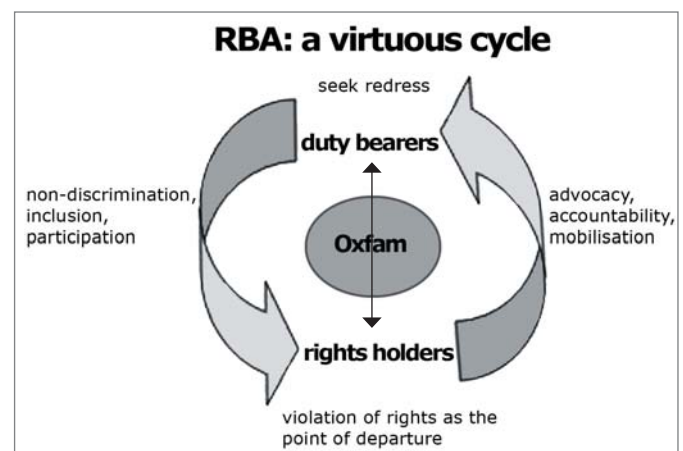 RBA: a virtuous cycle
seek redress
duty bearers
non-discrimination,
inclusion,
participation
advocacy,
accountability,
mobilisation
Oxfam
rights holders
violation of rights as the
point of departure